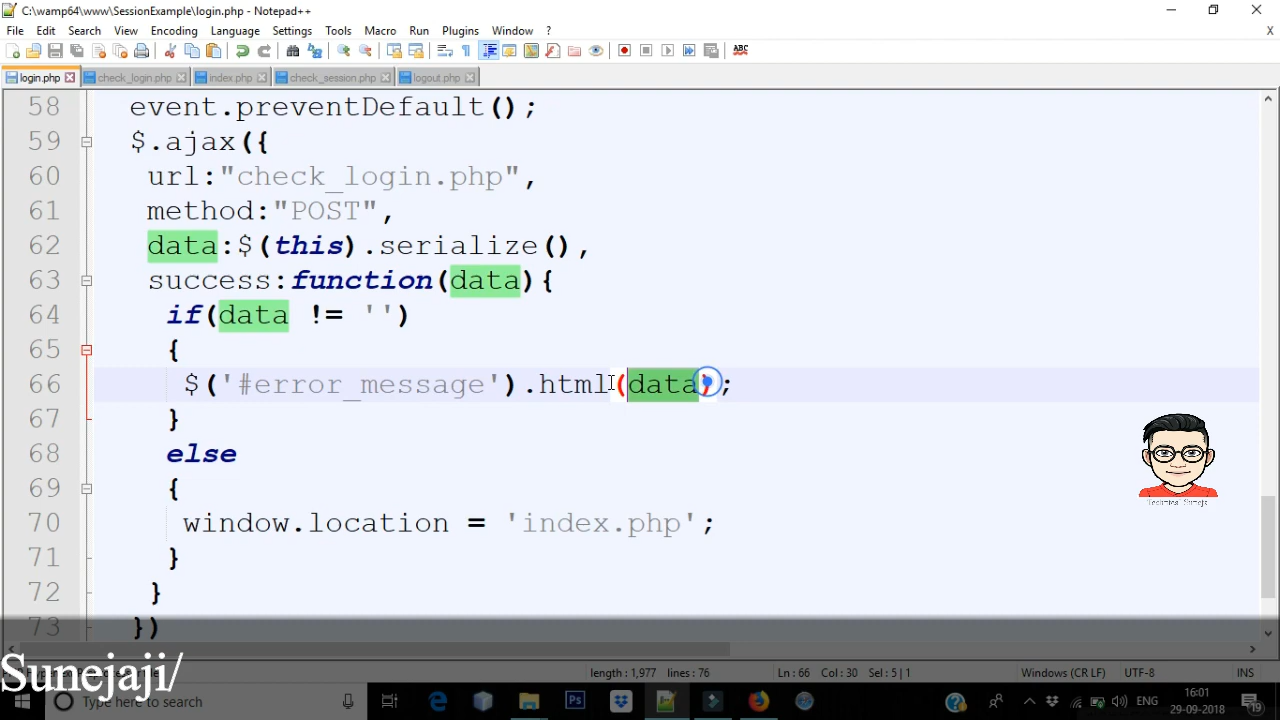 C:\wamp64\www\SessionExample\login.php - Notepad++
File Edit Search View Encoding Language Settings Tools Macro Run Plugins Window ? X
ABC
login.php check_login.php index.php check_session.php logout.php
58 event.preventDefault();
59 $.ajax({
60 url:"check_login.php",
61 method:"POST",
62 data:$(this).serialize(),
63 success:function(data){
64 if(data != '')
65 {
66 $('#error_message').html(data);
67 }
68 else
69 {
70 window.location = 'index.php';
71 }
72 }
73 })
Technical Suneja
Sunejaji/
length : 1,977 lines : 76 Ln : 66 Col : 30 Sel : 5 | 1 Windows (CR LF) UTF-8 INS
Type here to search
Ps
ENG
16:01
29-09-2018
19